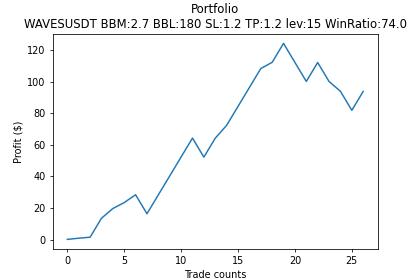 Portfolio
WAVESUSDT BBM:2.7 BBL:180 SL:1.2 TP:1.2 lev:15 WinRatio:74.0
120
100
80
60
40
20
0
Profit ($)
0 5 10 15 20 25
Trade counts